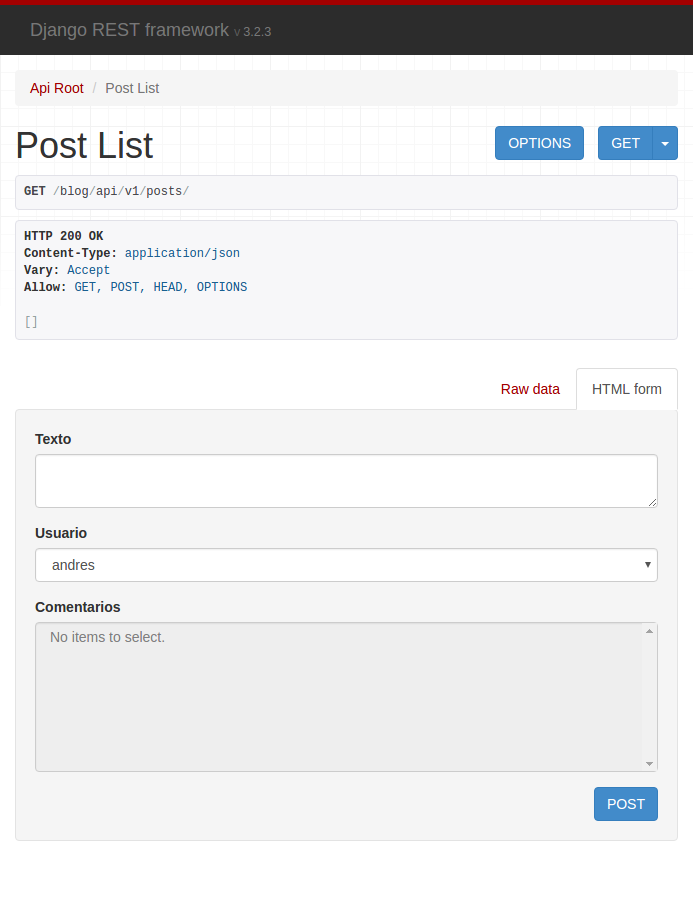 Django REST framework v 3.2.3
Api Root / Post List
Post List
OPTIONS
GET
GET /blog/api/v1/posts/
HTTP 200 OK
Content-Type: application/json
Vary: Accept
Allow: GET, POST, HEAD, OPTIONS
[]
Raw data
HTML form
Texto
Usuario
andres
Comentarios
No items to select.
POST